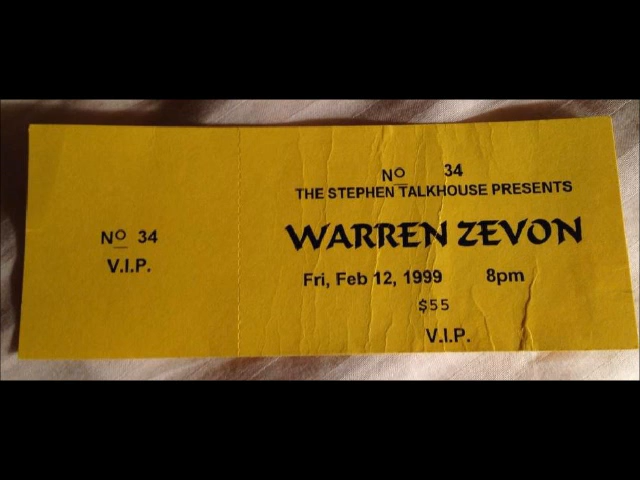 Nº 34
V.I.P.
Nº 34
THE STEPHEN TALKHOUSE PRESENTS
WARREN ZEVON
Fri, Feb 12, 1999 8pm
$55
V.I.P.